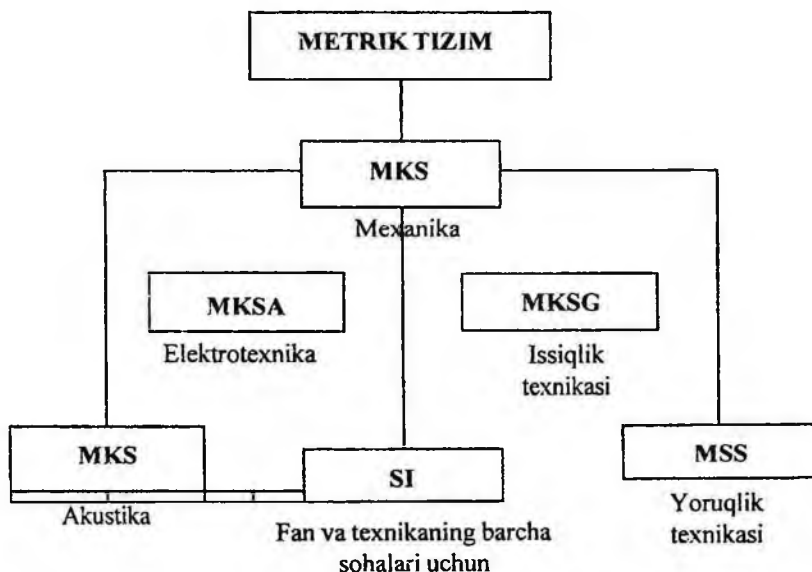 METRIK TIZIM
MKS
Mexanika
MKSA
Elektrotexnika
MKSG
Issiqlik
texnikasi
MKS
Akustika
SI
Fan va texnikaning barcha
sohalari uchun
MSS
Yoruqlik
texnikasi